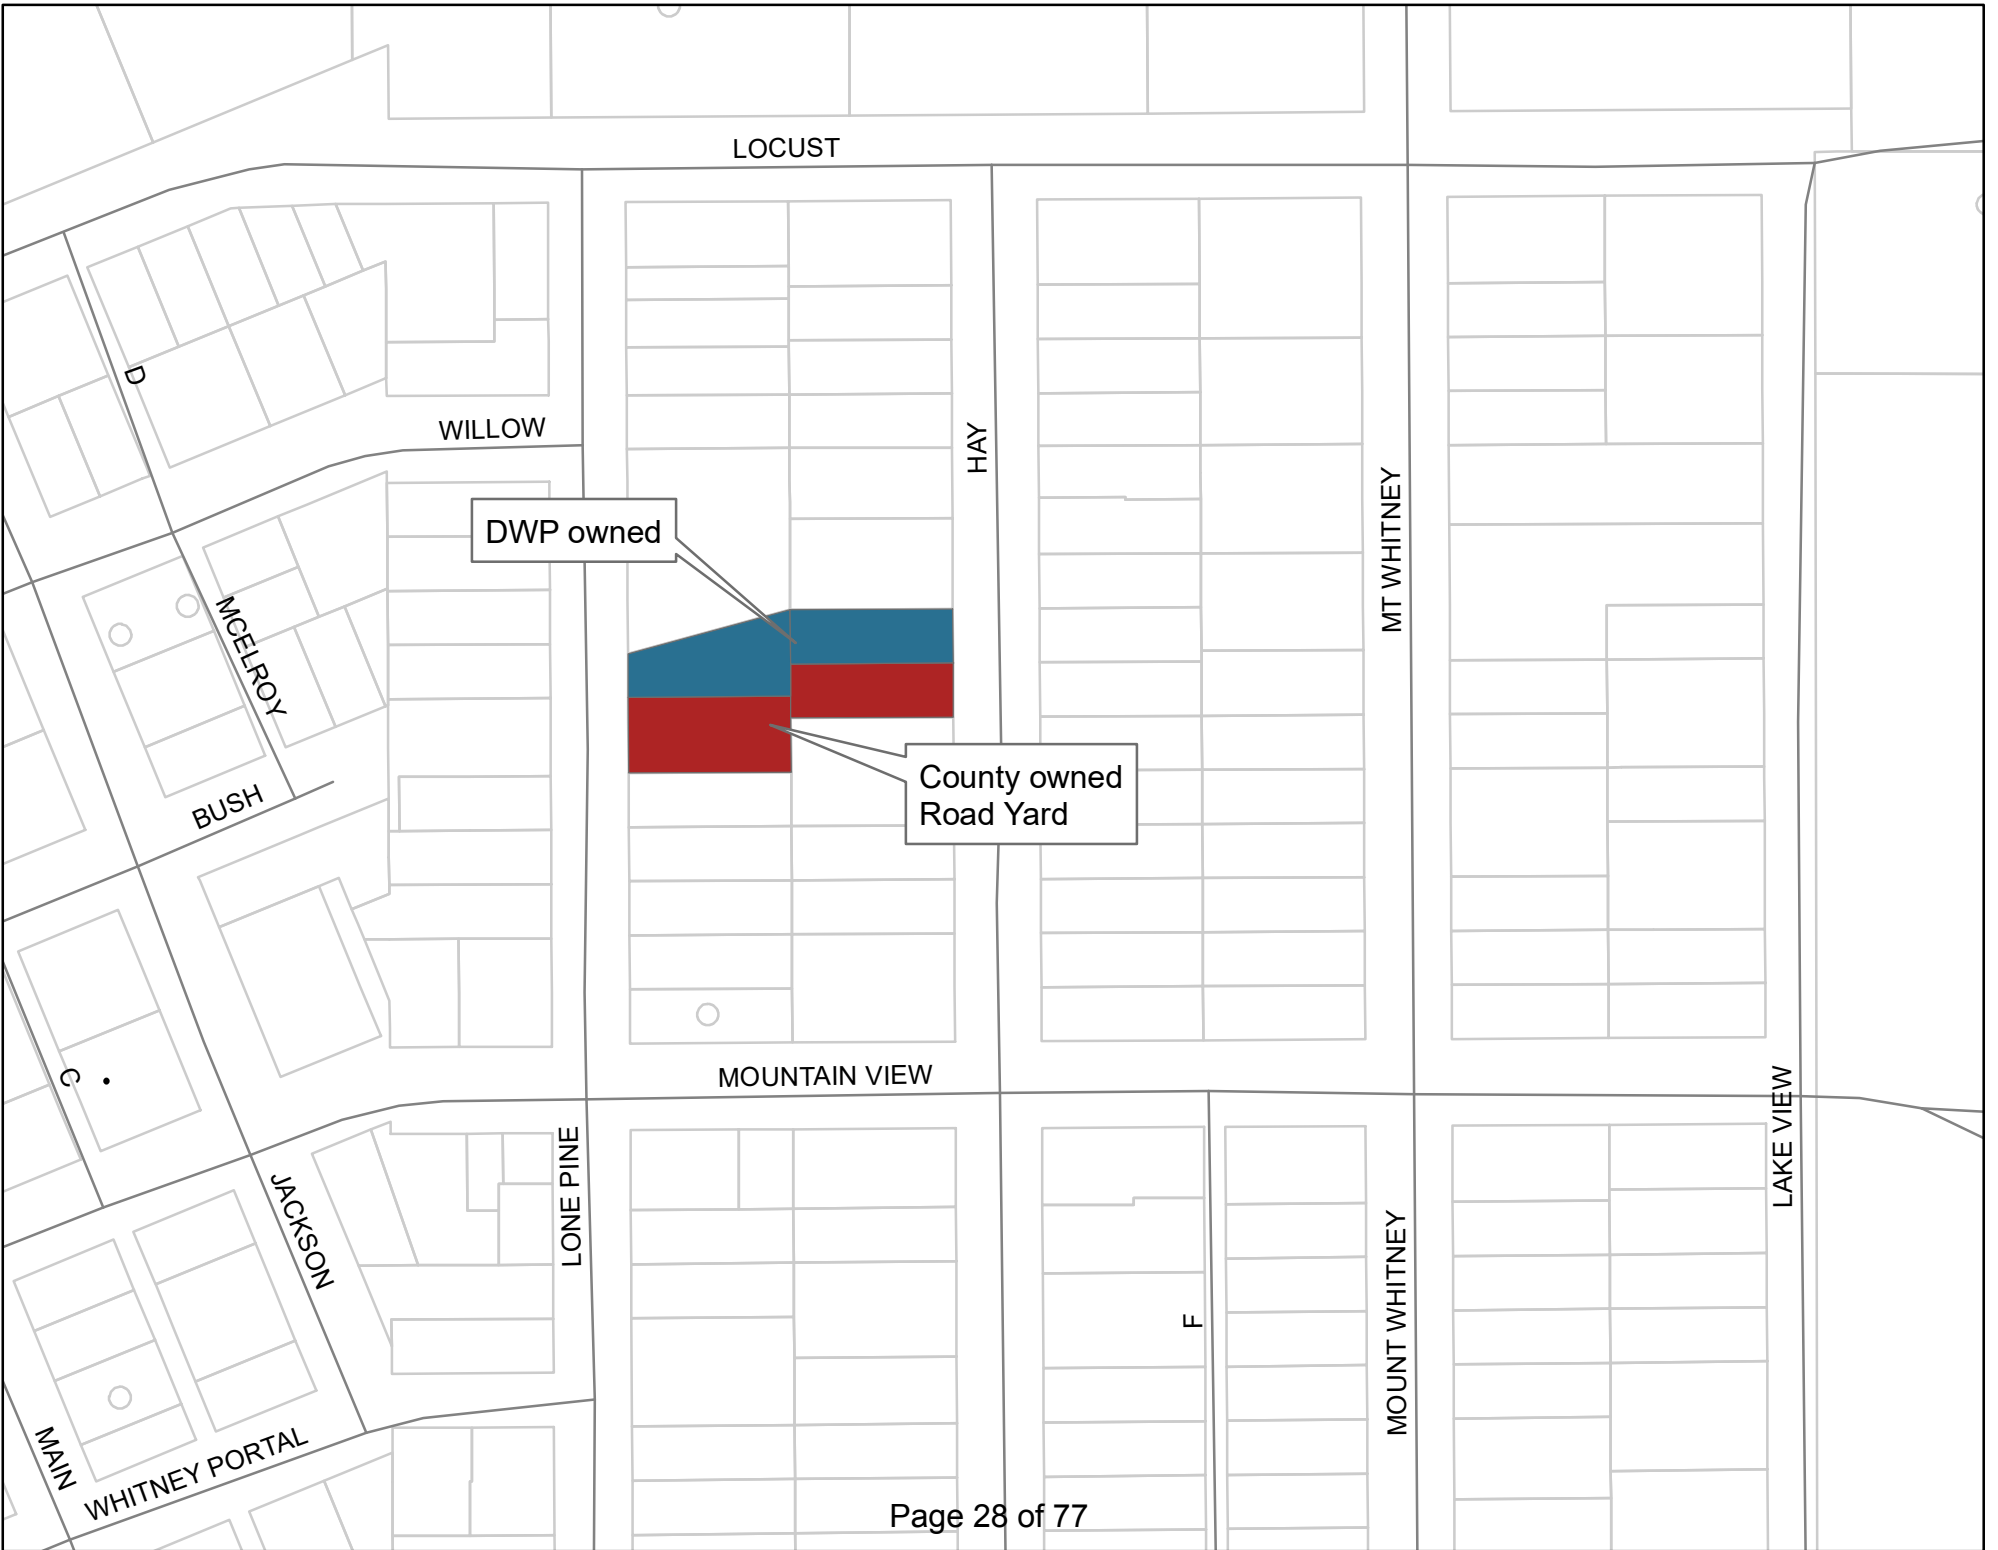 LOCUST
D
WILLOW
HAY
DWP owned
MT WHITNEY
MCELROY
County owned
Road Yard
BUSH
C
MOUNTAIN VIEW
LAKE VIEW
LONE PINE
JACKSON
F
MOUNT WHITNEY
MAIN
WHITNEY PORTAL
Page 28 of 77